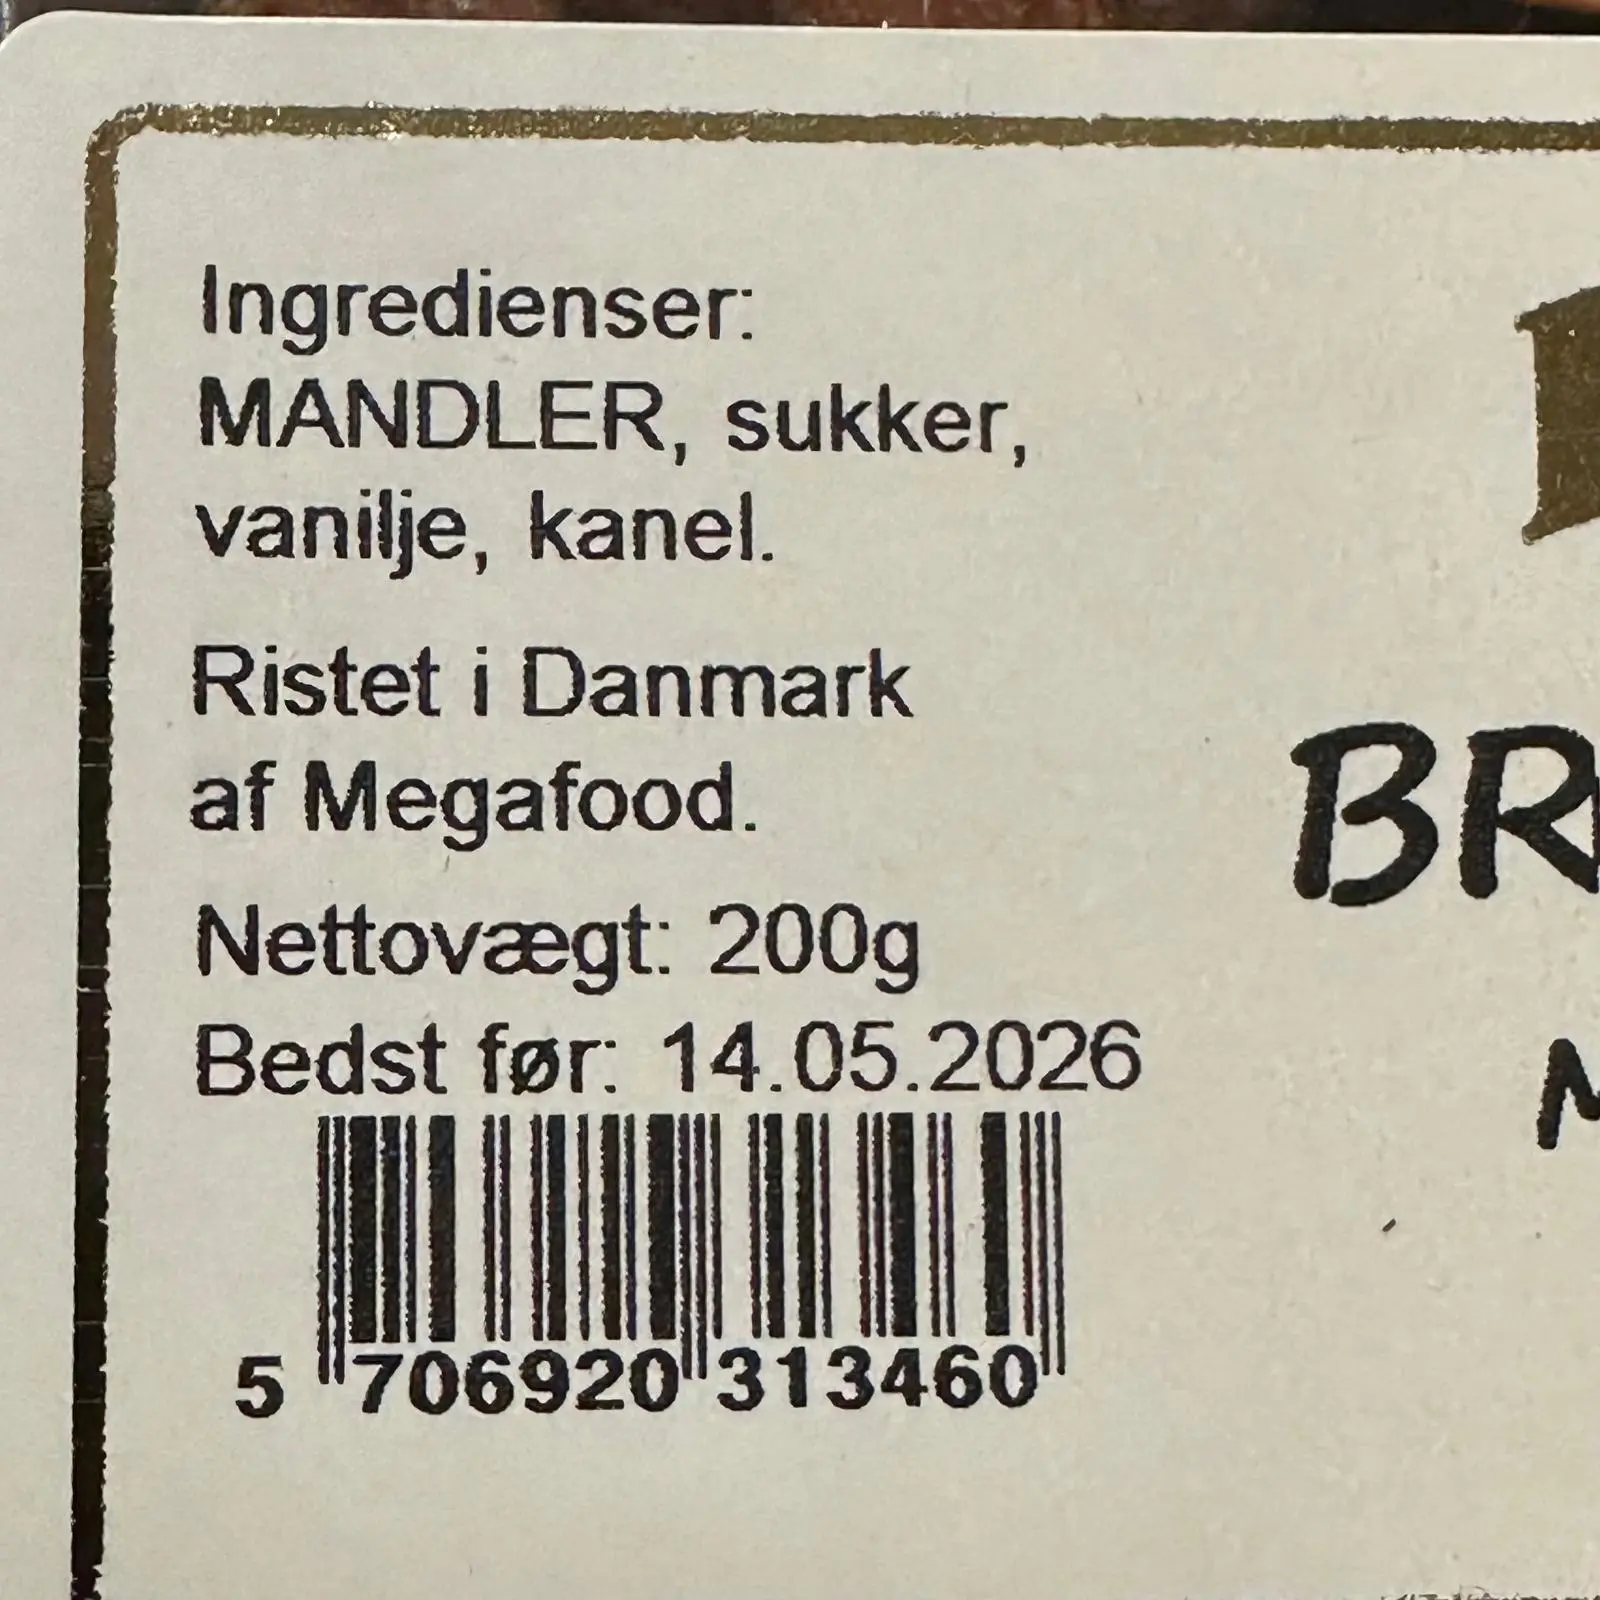 Ingredienser:
MANDLER, sukker,
vanilje, kanel.
Ristet i Danmark
af Megafood.
Nettovægt: 200g
Bedst før: 14.05.2026
5 706920 313460
BR